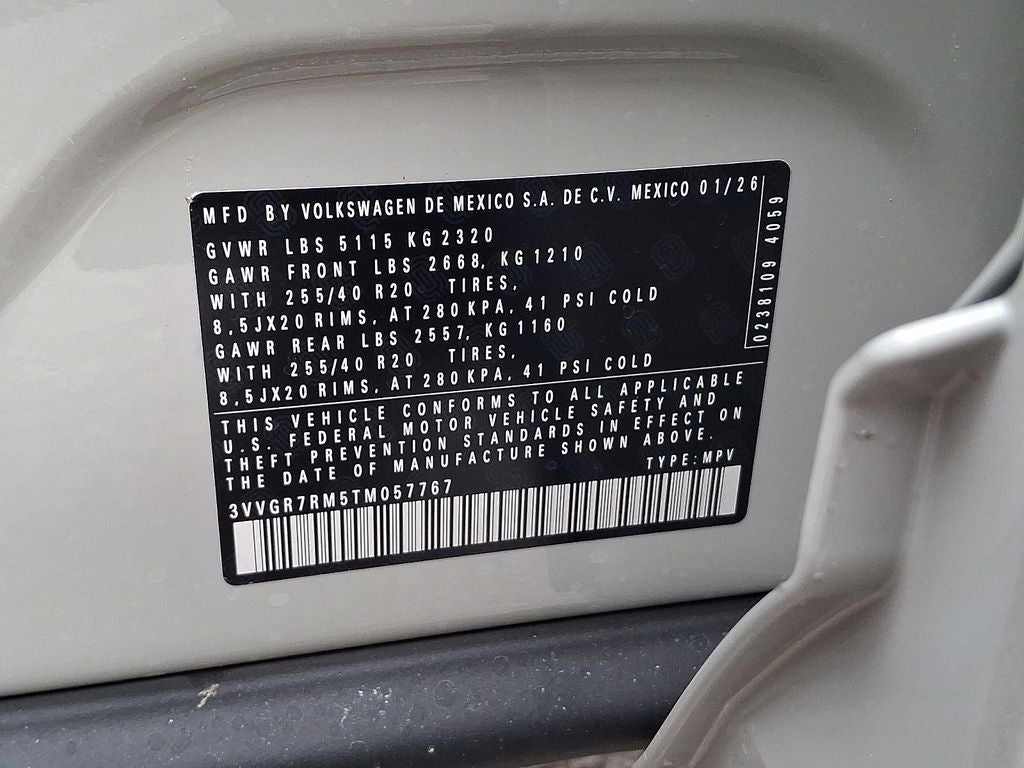 MFD BY VOLKSWAGEN DE MEXICO S.A. DE C.V. MEXICO 01/26
GVWR LBS 5115 KG 2320
GAWR FRONT LBS 2668, KG 1210
WITH 255/40 R20 TIRES,
8,5JX20 RIMS, AT 280 KPA, 41 PSI COLD
GAWR REAR LBS 2557, KG 1160
WITH 255/40 R20 TIRES,
8,5JX20 RIMS, AT 280 KPA, 41 PSI COLD
0238109 4059
THIS VEHICLE CONFORMS TO ALL APPLICABLE
U.S. FEDERAL MOTOR VEHICLE SAFETY AND
THEFT PREVENTION STANDARDS IN EFFECT ON
THE DATE OF MANUFACTURE SHOWN ABOVE.
3VVGR7RM5TM057767 TYPE: MPV